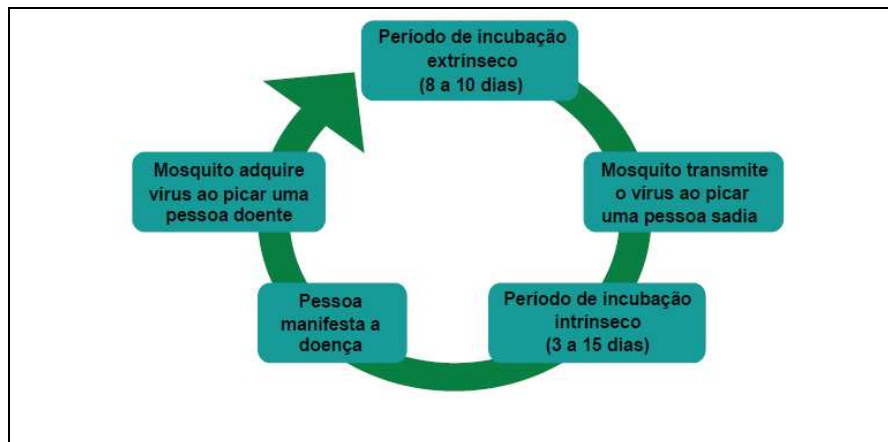 Período de incubação
extrínseco
(8 a 10 dias)
Mosquito transmite
o vírus ao picar
uma pessoa sadia
Período de incubação
intrínseco
(3 a 15 dias)
Pessoa
manifesta a
doença
Mosquito adquire
vírus ao picar uma
pessoa doente